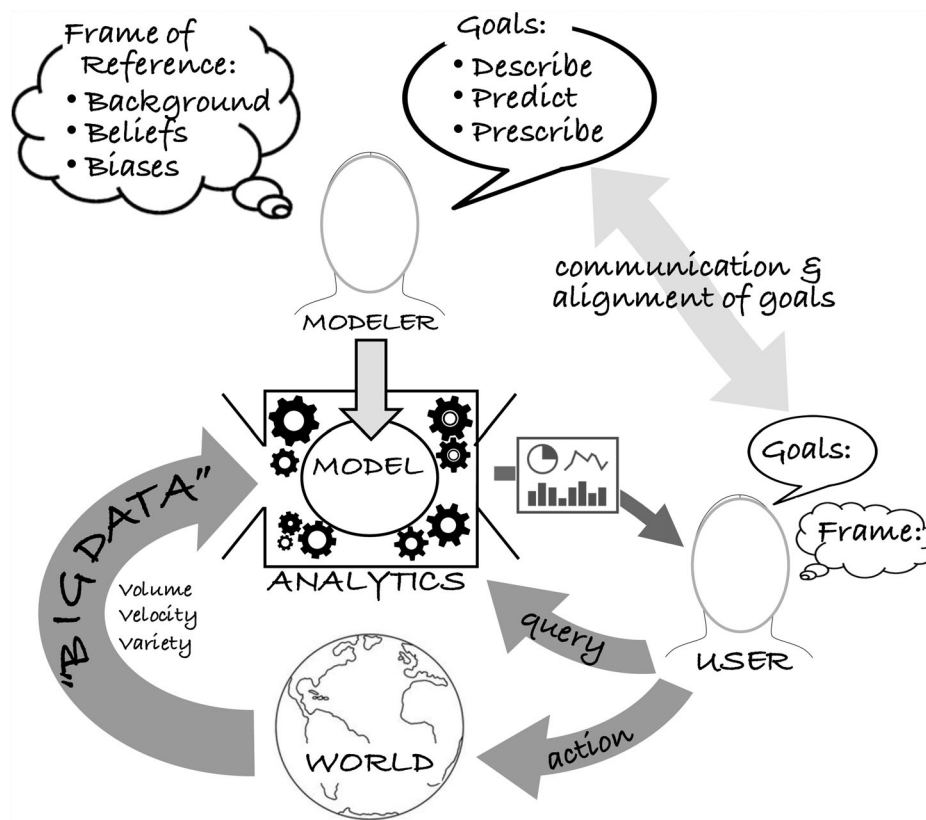 Frame of
Reference:
• Background
• Beliefs
• Biases
Goals:
• Describe
• Predict
• Prescribe
communication &
alignment of goals
MODELER
MODEL
ANALYTICS
"BIG DATA"
Volume
Velocity
Variety
Goals:
Frame:
USER
query
action
WORLD